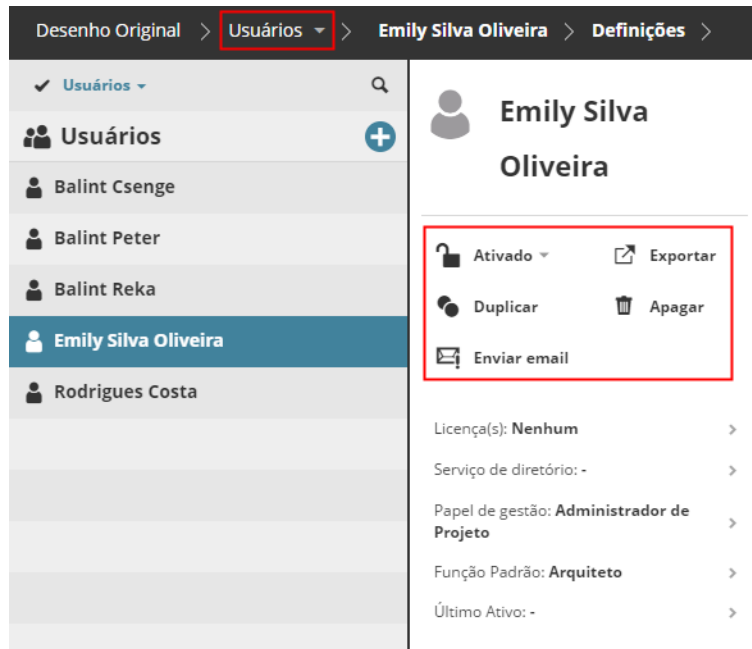 Desenho Original > Usuários > Emily Silva Oliveira > Definições >
Usuários
Usuários
Balint Csenge
Balint Peter
Balint Reka
Emily Silva Oliveira
Rodrigues Costa
Emily Silva
Oliveira
Ativado
Exportar
Duplicar
Apagar
Enviar email
Licença(s): Nenhum
Serviço de diretório: -
Papel de gestão: Administrador de
Projeto
Função Padrão: Arquiteto
Último Ativo: -